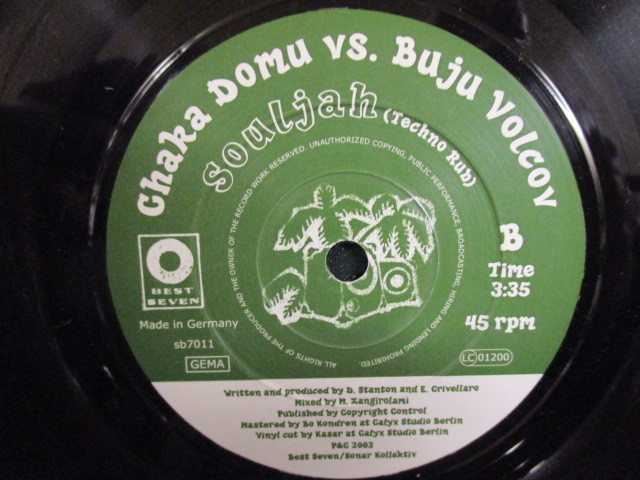 Chaka Domu vs. Buju Volcov
Souljah (Techno Rub)
ALL RIGHTS OF THE PRODUCER AND THE OWNER OF THE RECORD WORK RESERVED. UNAUTHORIZED COPYING, PUBLIC PERFORMANCE, BROADCASTING, HIRING AND LENDING PROHIBITED.
BEST
SEVEN
Made in Germany
sb7011
GEMA
B
Time
3:35
45 rpm
LC 01200
Written and produced by D. Stanton and E. Grivellaro
Mixed by M. Zangirolami
Published by Copyright Control
Mastered by Bo Kondren at Calyx Studio Berlin
Vinyl cut by Kasar at Calyx Studio Berlin
P&C 2003
Best Seven/Sonar Kollektiv